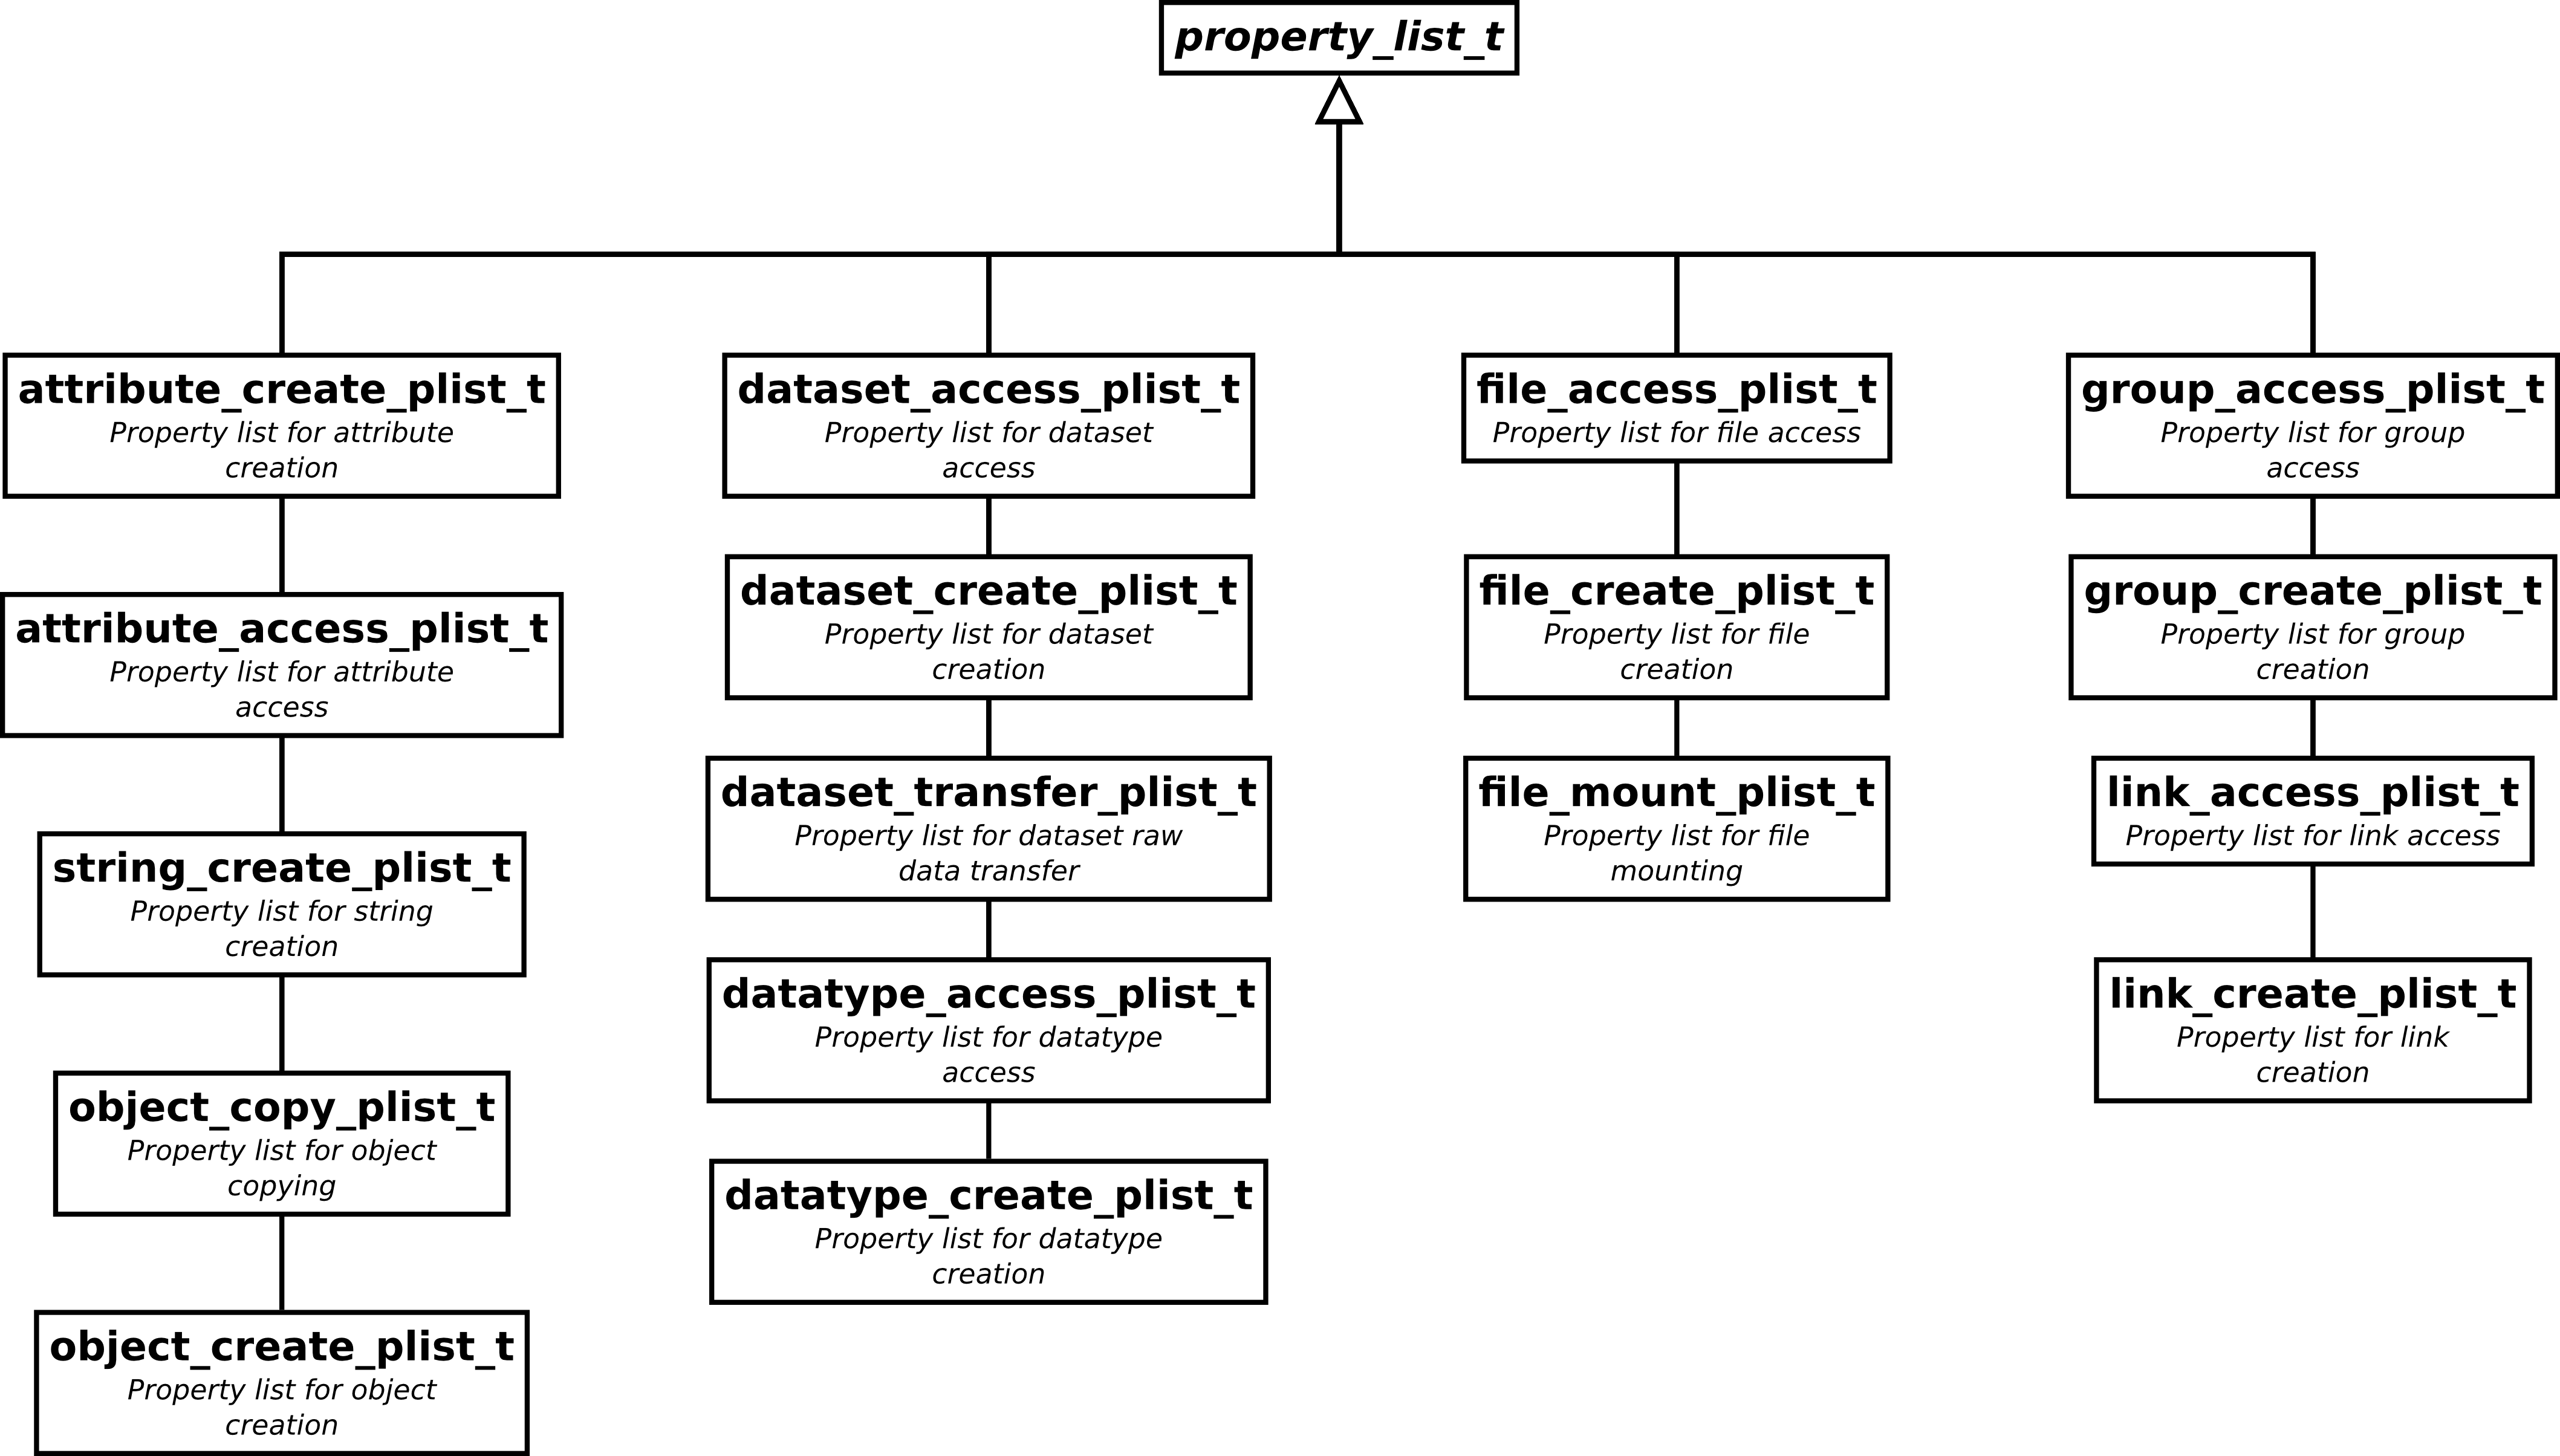 property_list_t
attribute_create_plist_t
Property list for attribute
creation
attribute_access_plist_t
Property list for attribute
access
string_create_plist_t
Property list for string
creation
object_copy_plist_t
Property list for object
copying
object_create_plist_t
Property list for object
creation
dataset_access_plist_t
Property list for dataset
access
dataset_create_plist_t
Property list for dataset
creation
dataset_transfer_plist_t
Property list for dataset raw
data transfer
datatype_access_plist_t
Property list for datatype
access
datatype_create_plist_t
Property list for datatype
creation
file_access_plist_t
Property list for file access
file_create_plist_t
Property list for file
creation
file_mount_plist_t
Property list for file
mounting
group_access_plist_t
Property list for group
access
group_create_plist_t
Property list for group
creation
link_access_plist_t
Property list for link access
link_create_plist_t
Property list for link
creation